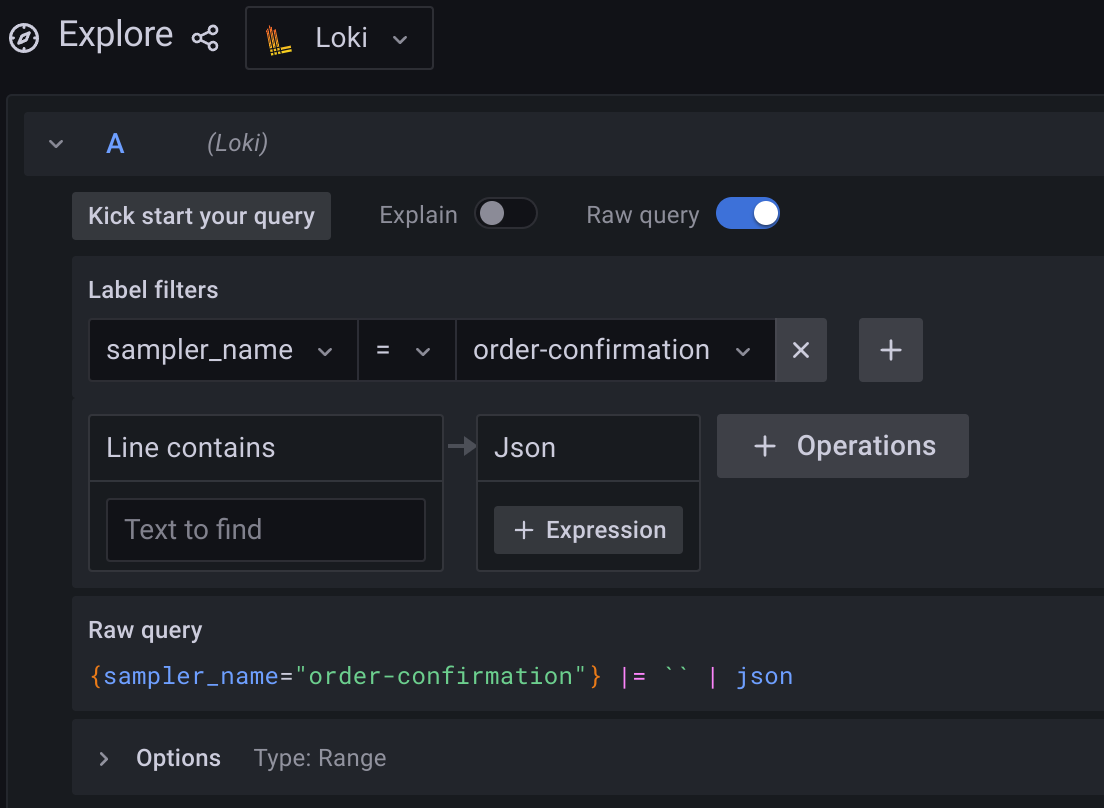 Explore Loki
A (Loki)
Kick start your query Explain Raw query
Label filters
sampler_name = order-confirmation
Line contains Json + Operations
Text to find + Expression
Raw query
{sampler_name="order-confirmation"} |= `` | json
Options Type: Range